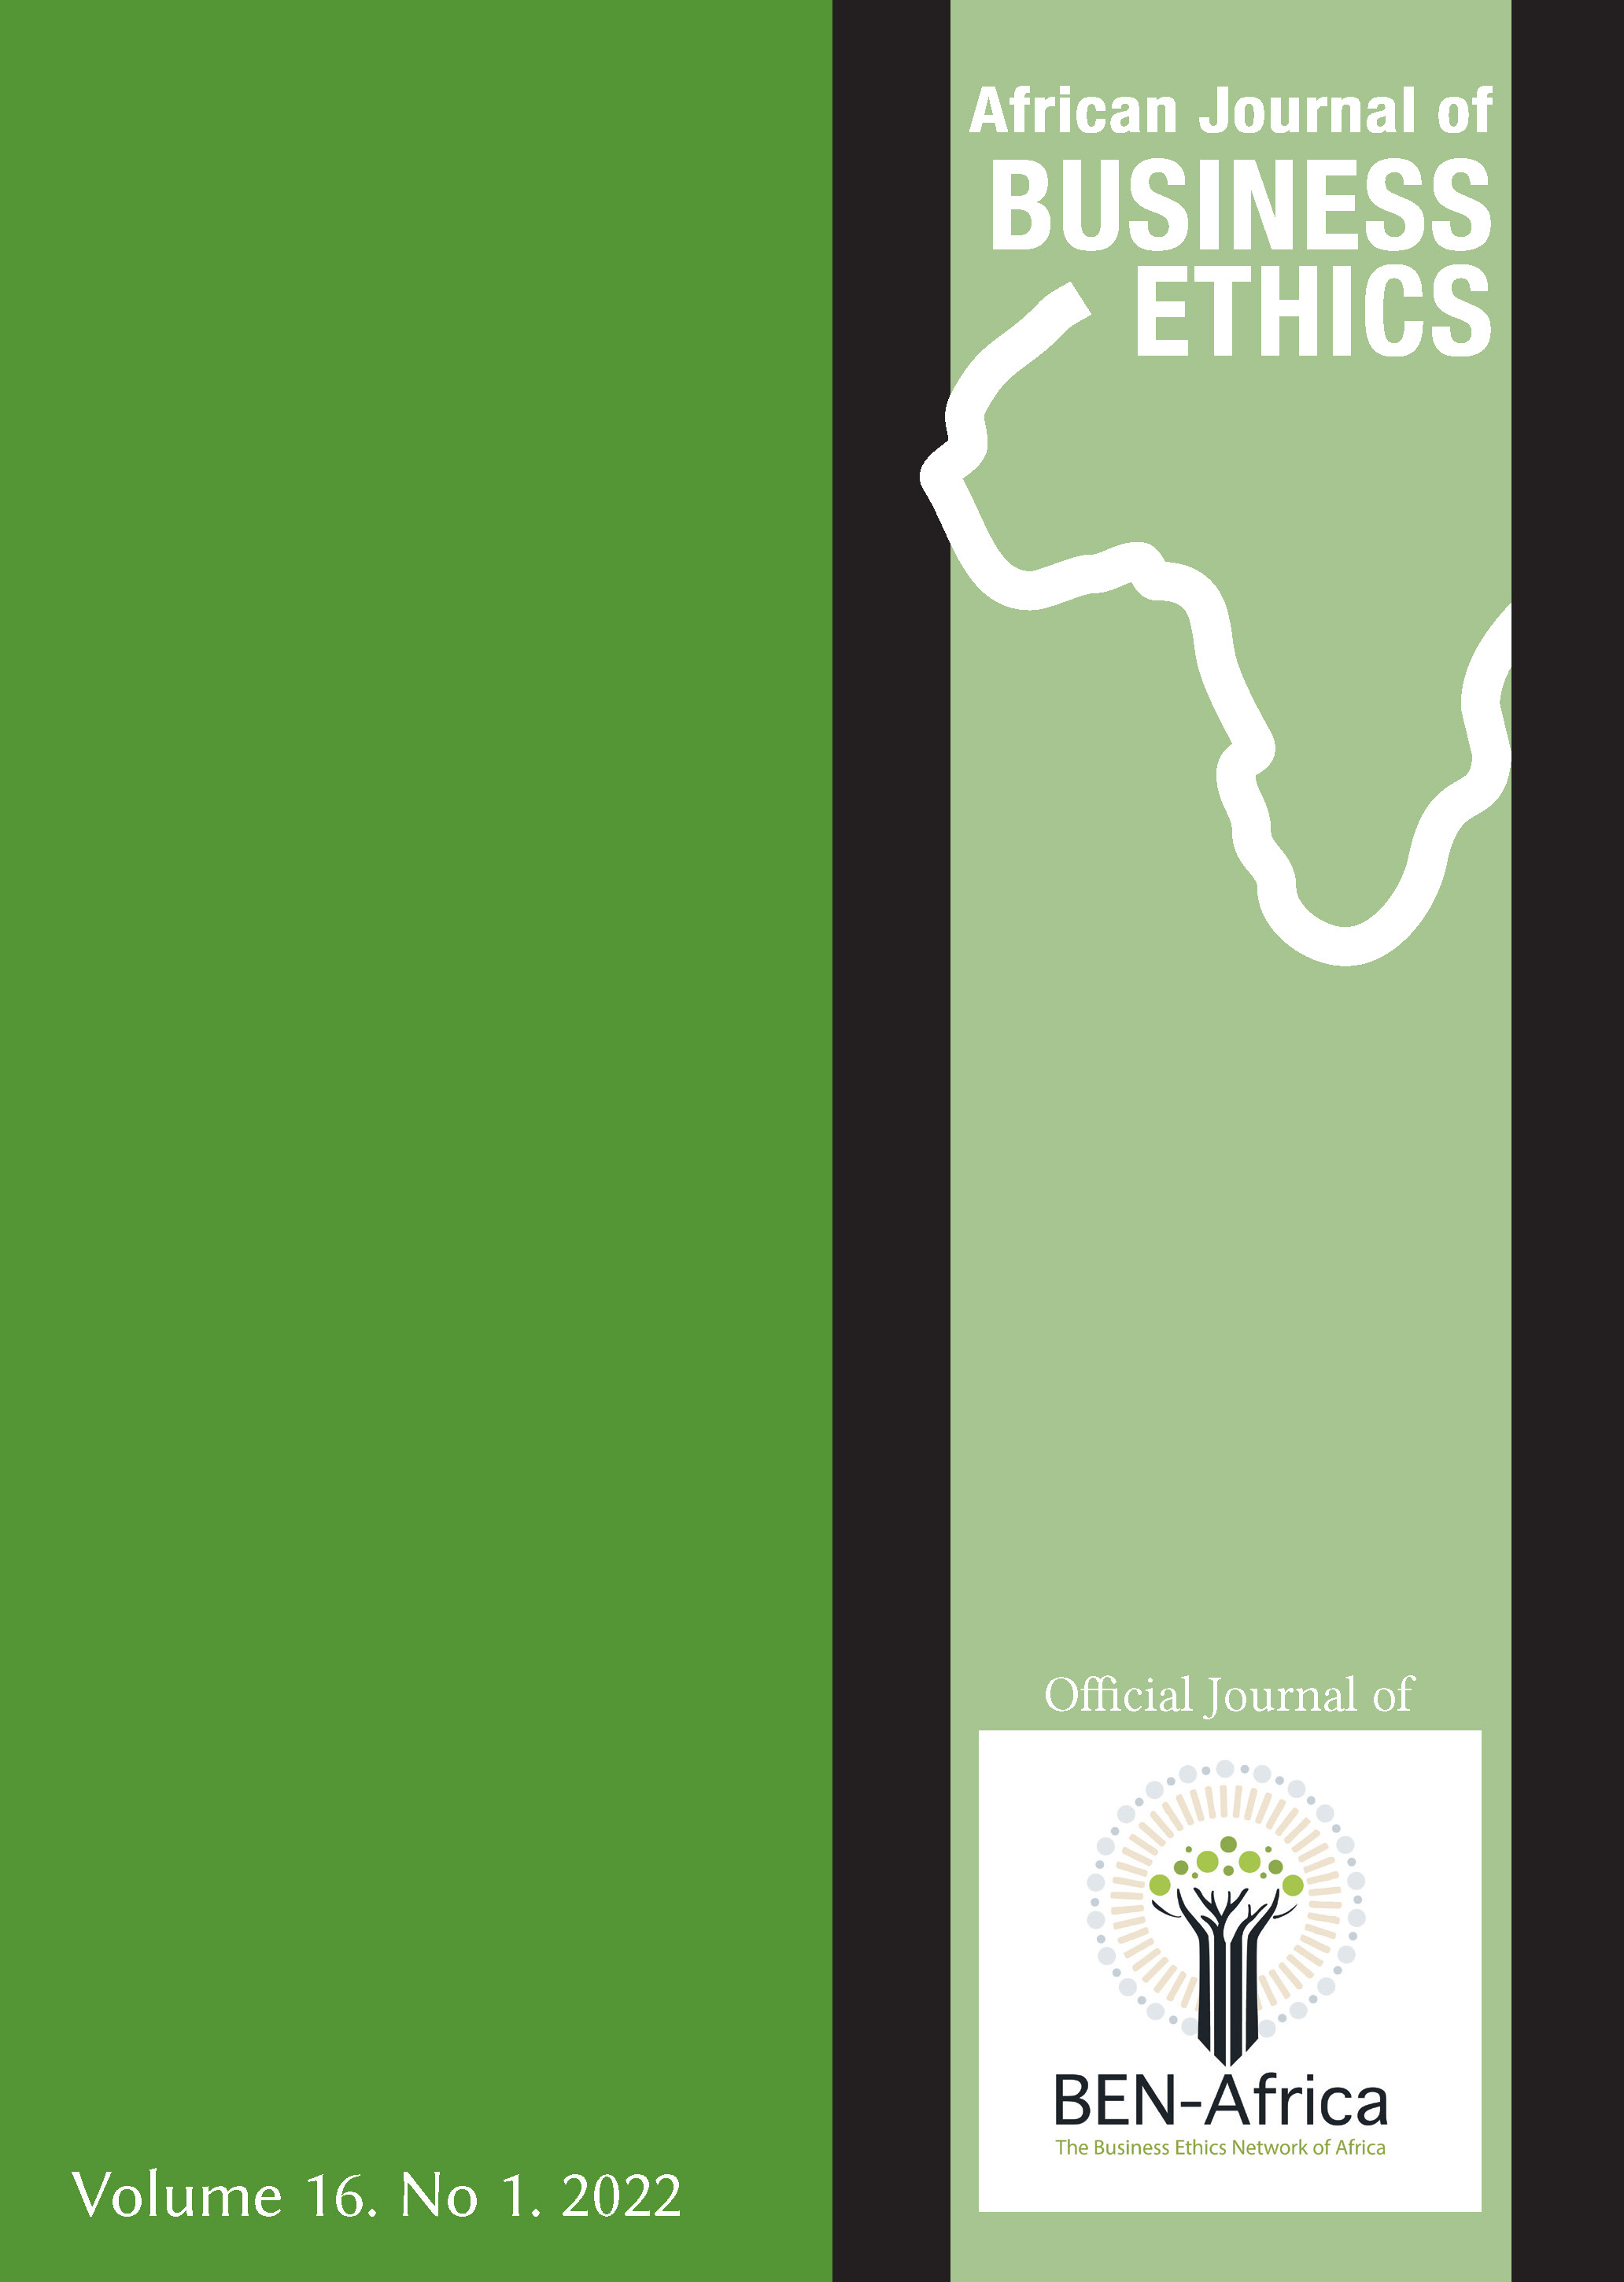 African Journal of
BUSINESS
ETHICS
Official Journal of
BEN-Africa
The Business Ethics Network of Africa
Volume 16. No 1. 2022